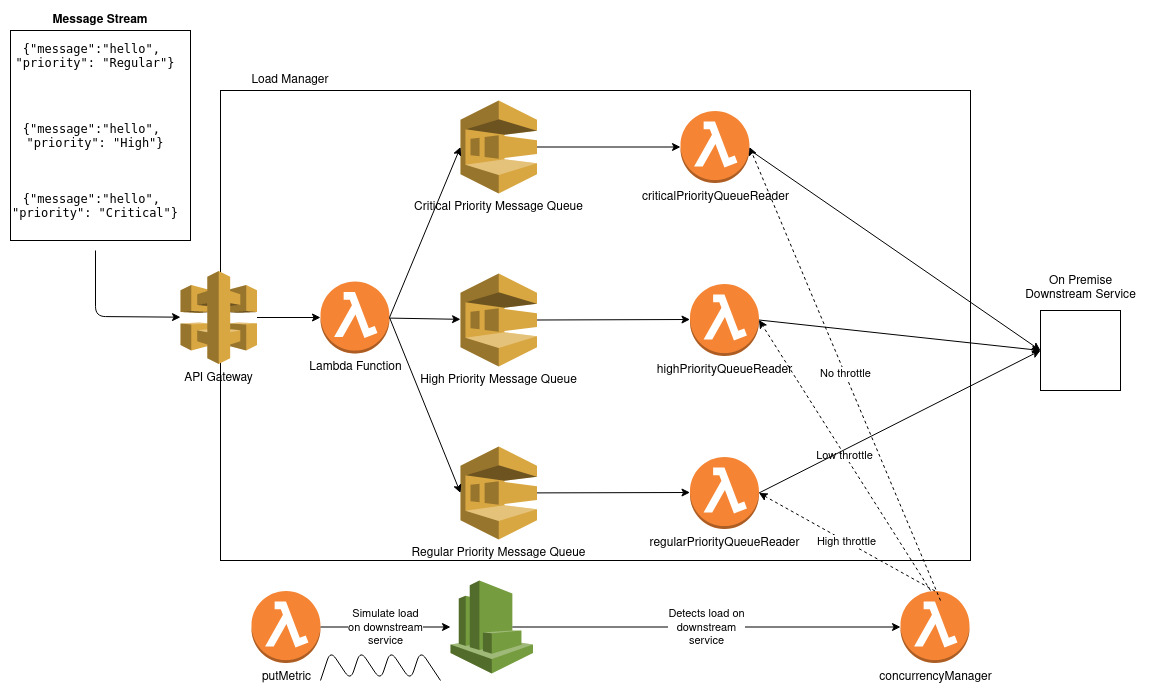 Message Stream
{"message":"hello",
"priority": "Regular"}
{"message":"hello",
"priority": "High"}
{"message":"hello",
"priority": "Critical"}
Load Manager
Critical Priority Message Queue
criticalPriorityQueueReader
On Premise
Downstream Service
API Gateway
Lambda Function
High Priority Message Queue
highPriorityQueueReader
No throttle
Low throttle
Regular Priority Message Queue
regularPriorityQueueReader
High throttle
Simulate load
on downstream
service
Detects load on
downstream
service
putMetric
concurrencyManager